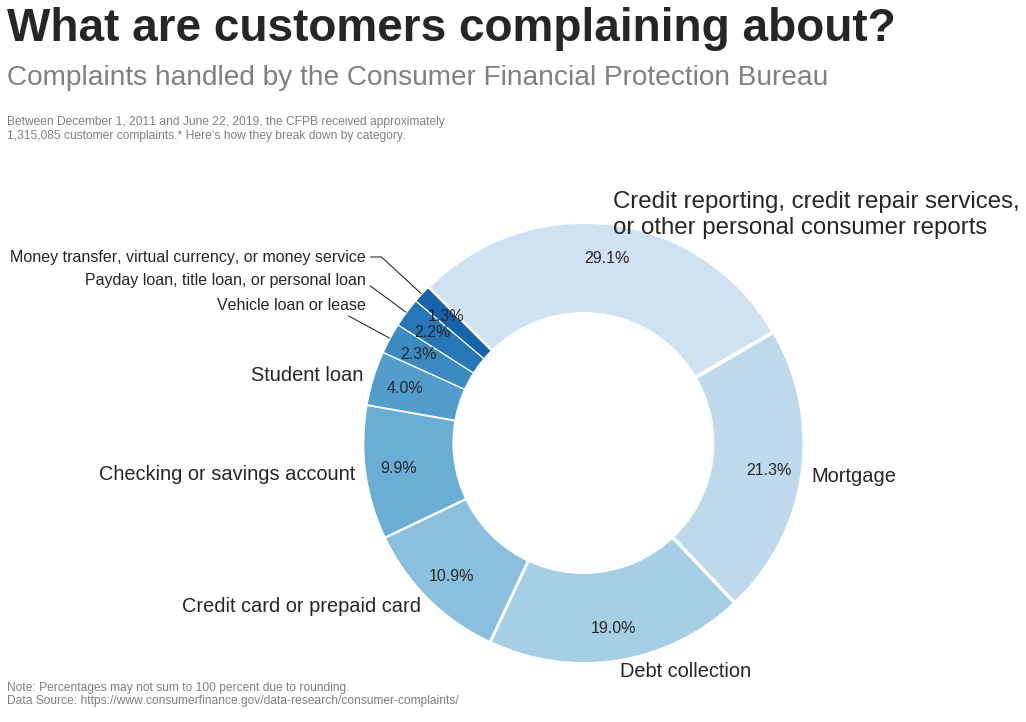 What are customers complaining about?
Complaints handled by the Consumer Financial Protection Bureau
Between December 1, 2011 and June 22, 2019, the CFPB received approximately
1,315,085 customer complaints.* Here's how they break down by category.
Credit reporting, credit repair services,
or other personal consumer reports
29.1%
Money transfer, virtual currency, or money service
1.3%
Payday loan, title loan, or personal loan
2.2%
Vehicle loan or lease
2.3%
Student loan
4.0%
Checking or savings account
9.9%
Mortgage
21.3%
Credit card or prepaid card
10.9%
19.0%
Debt collection
Note: Percentages may not sum to 100 percent due to rounding.
Data Source: https://www.consumerfinance.gov/data-research/consumer-complaints/